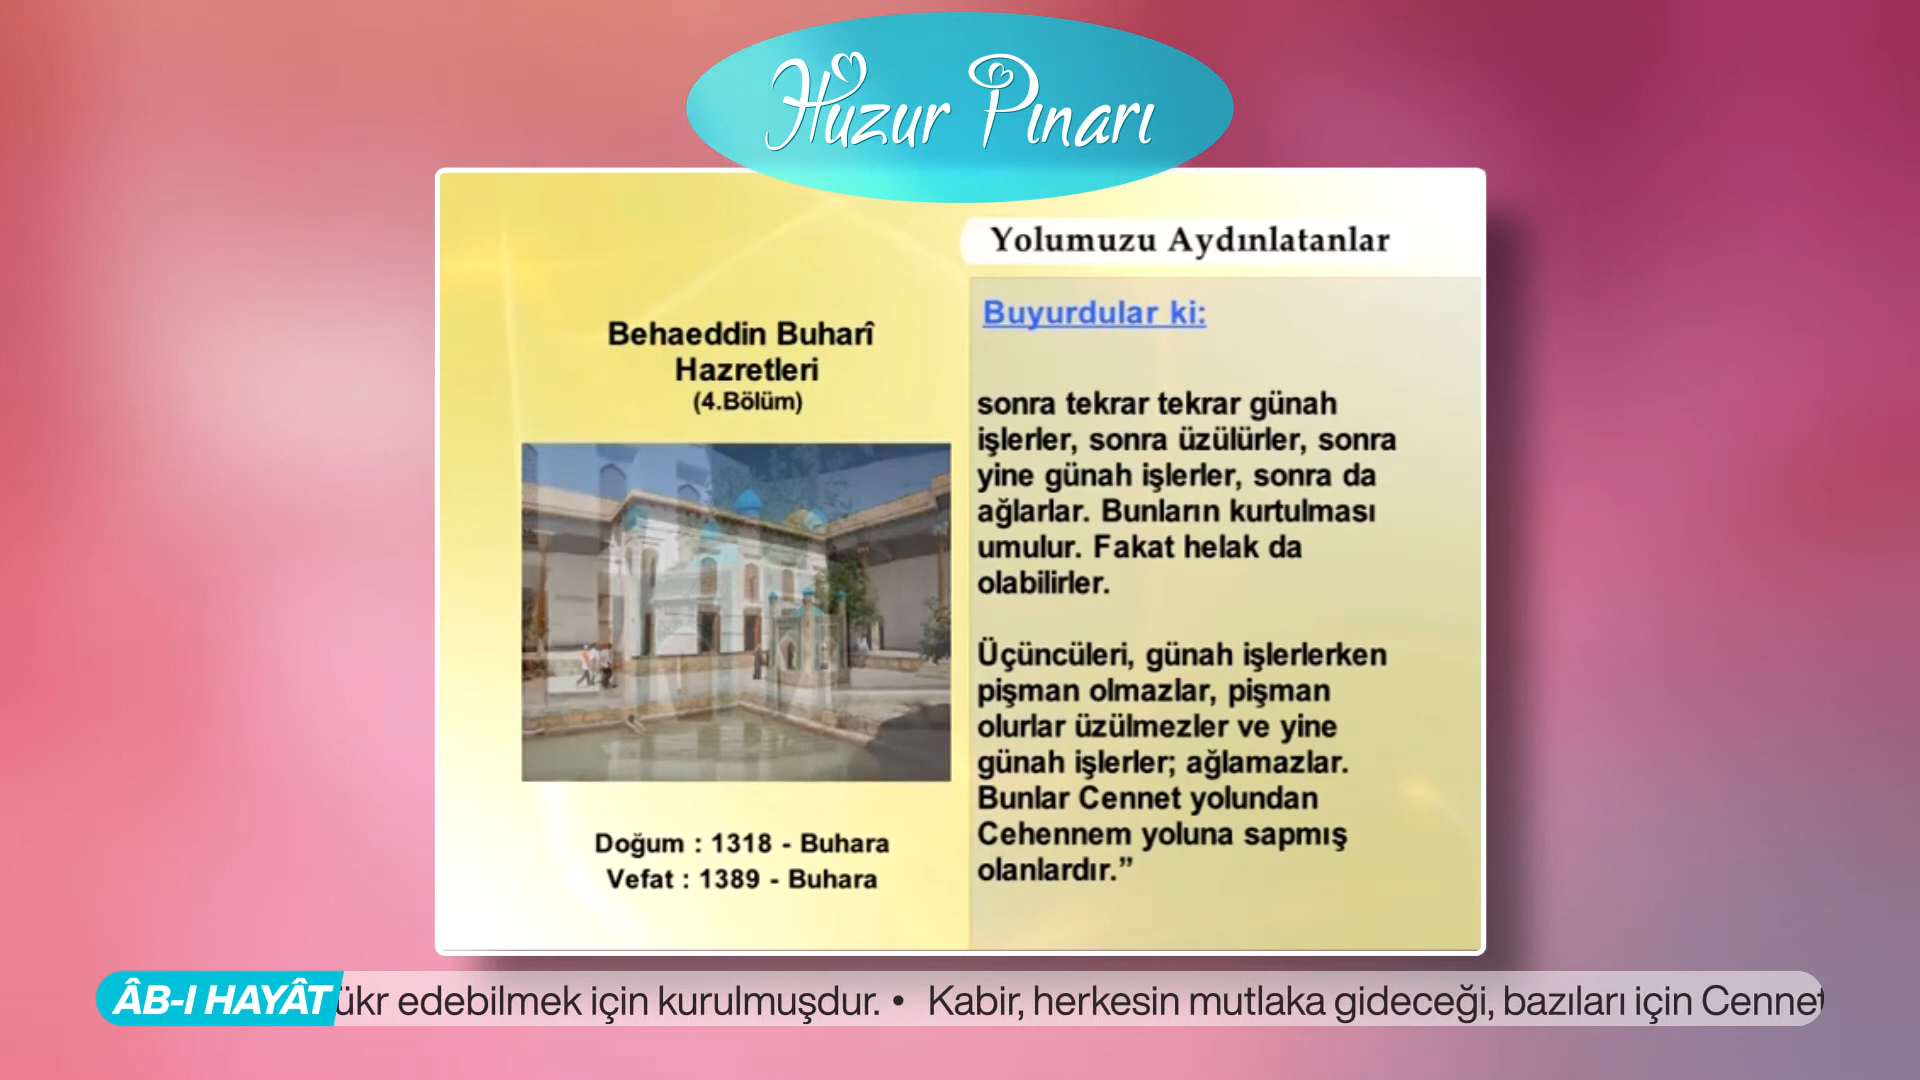 Huzur Pınarı
Yolumuzu Aydınlatanlar
Behaeddin Buharî
Hazretleri
(4.Bölüm)
Doğum : 1318 - Buhara
Vefat : 1389 - Buhara
Buyurdular ki:
sonra tekrar tekrar günah
işlerler, sonra üzülürler, sonra
yine günah işlerler, sonra da
ağlarlar. Bunların kurtulması
umulur. Fakat helak da
olabilirler.
Üçüncüleri, günah işlerlerken
pişman olmazlar, pişman
olurlar üzülmezler ve yine
günah işlerler; ağlamazlar.
Bunlar Cennet yolundan
Cehennem yoluna sapmış
olanlardır.”
ÂB-I HAYÂT ükr edebilmek için kurulmuşdur. • Kabir, herkesin mutlaka gideceği, bazıları için Cennet